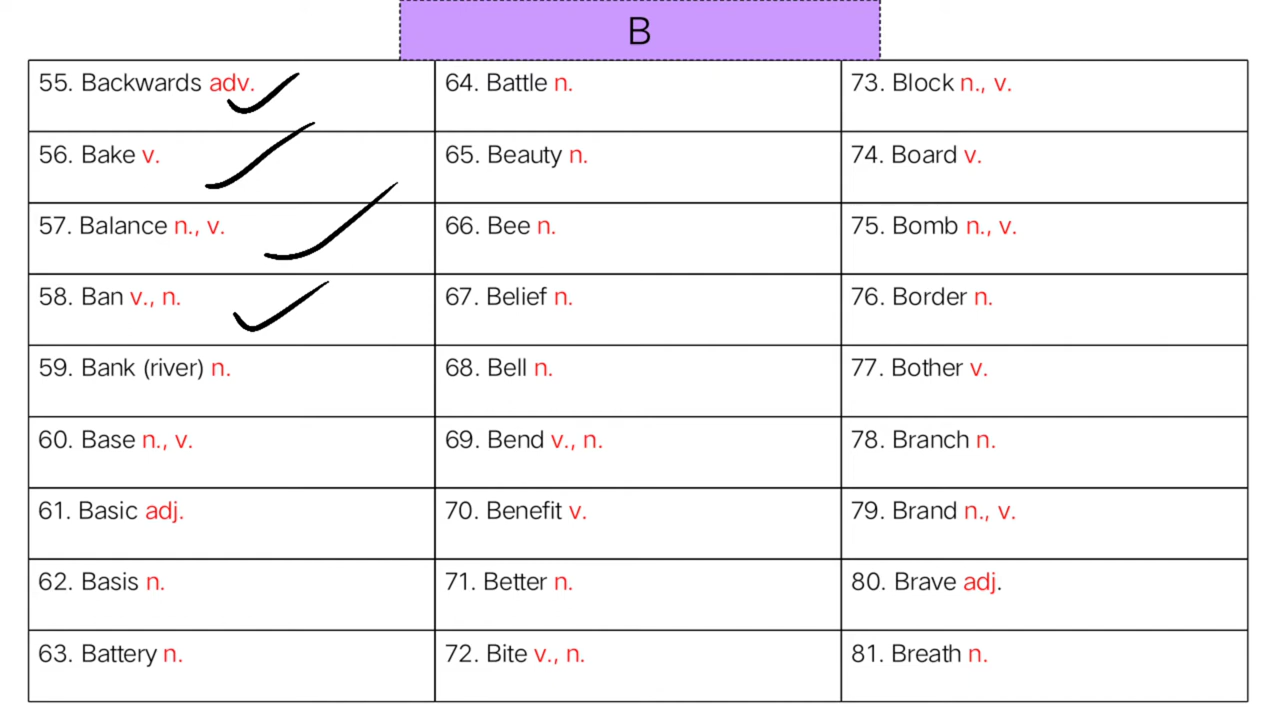 B
55. Backwards adv.
56. Bake v.
57. Balance n., v.
58. Ban v., n.
59. Bank (river) n.
60. Base n., v.
61. Basic adj.
62. Basis n.
63. Battery n.
64. Battle n.
65. Beauty n.
66. Bee n.
67. Belief n.
68. Bell n.
69. Bend v., n.
70. Benefit v.
71. Better n.
72. Bite v., n.
73. Block n., v.
74. Board v.
75. Bomb n., v.
76. Border n.
77. Bother v.
78. Branch n.
79. Brand n., v.
80. Brave adj.
81. Breath n.